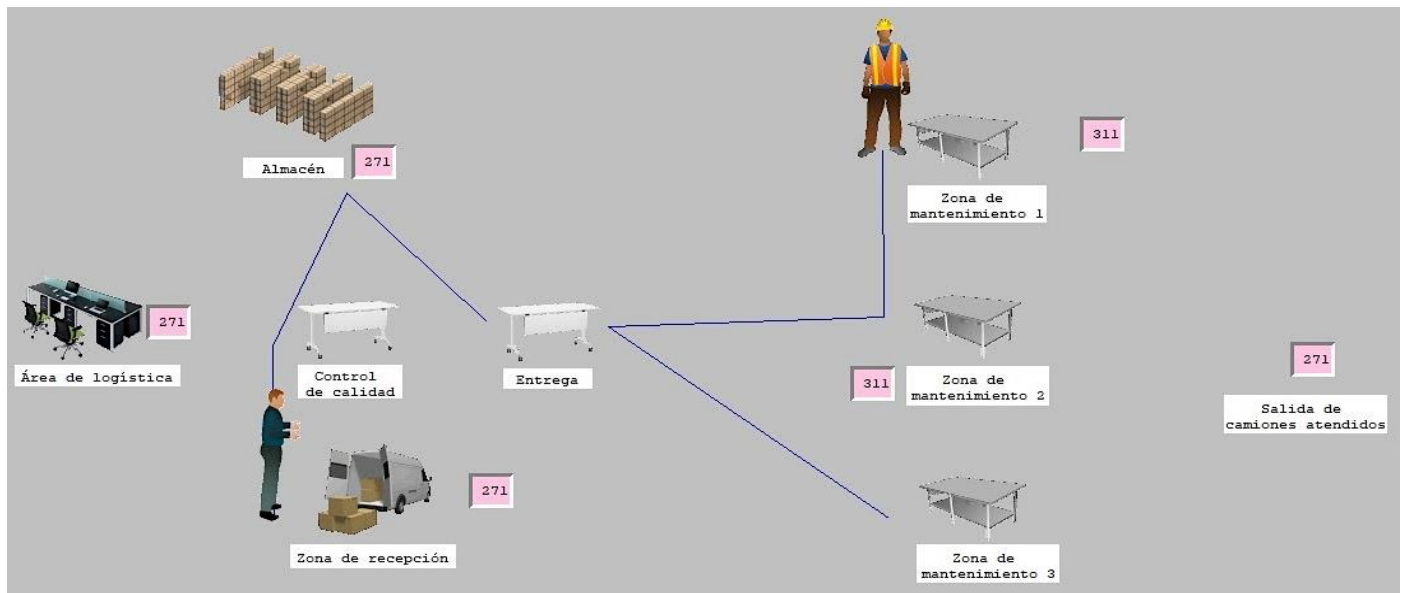 311
Almacén
271
Zona de
mantenimiento 1
271
Área de logística
Control
de calidad
Entrega
311
Zona de
mantenimiento 2
271
Salida de
camiones atendidos
271
Zona de recepción
Zona de
mantenimiento 3